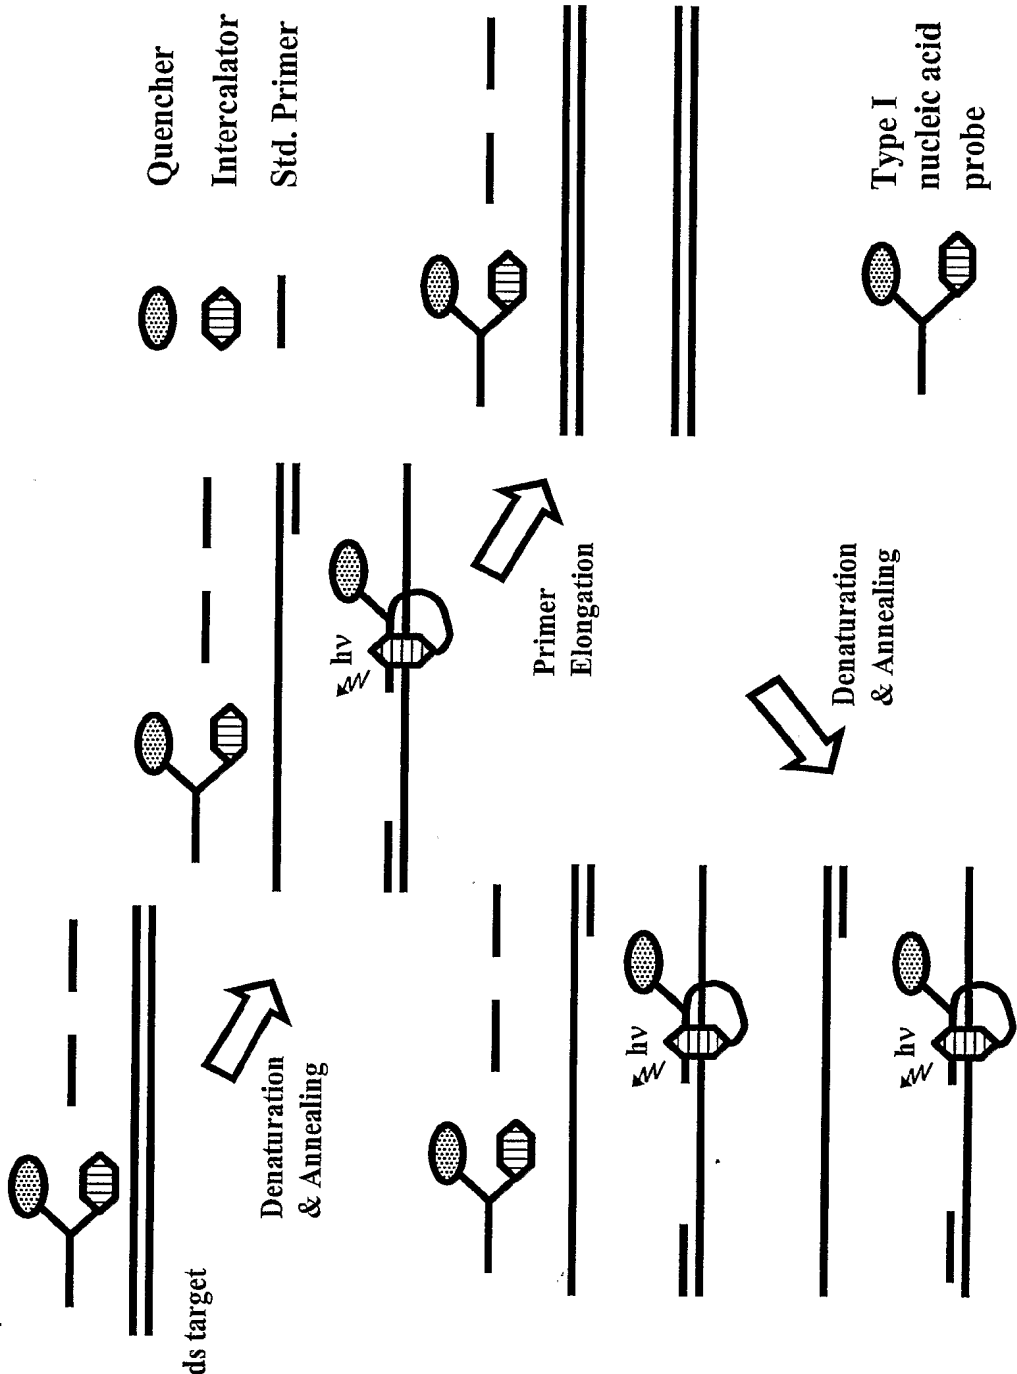 Quencher
Intercalator
Std. Primer
ds target
Denaturation
& Annealing
hν
Primer
Elongation
Denaturation
& Annealing
hν
hν
Type I
nucleic acid
probe